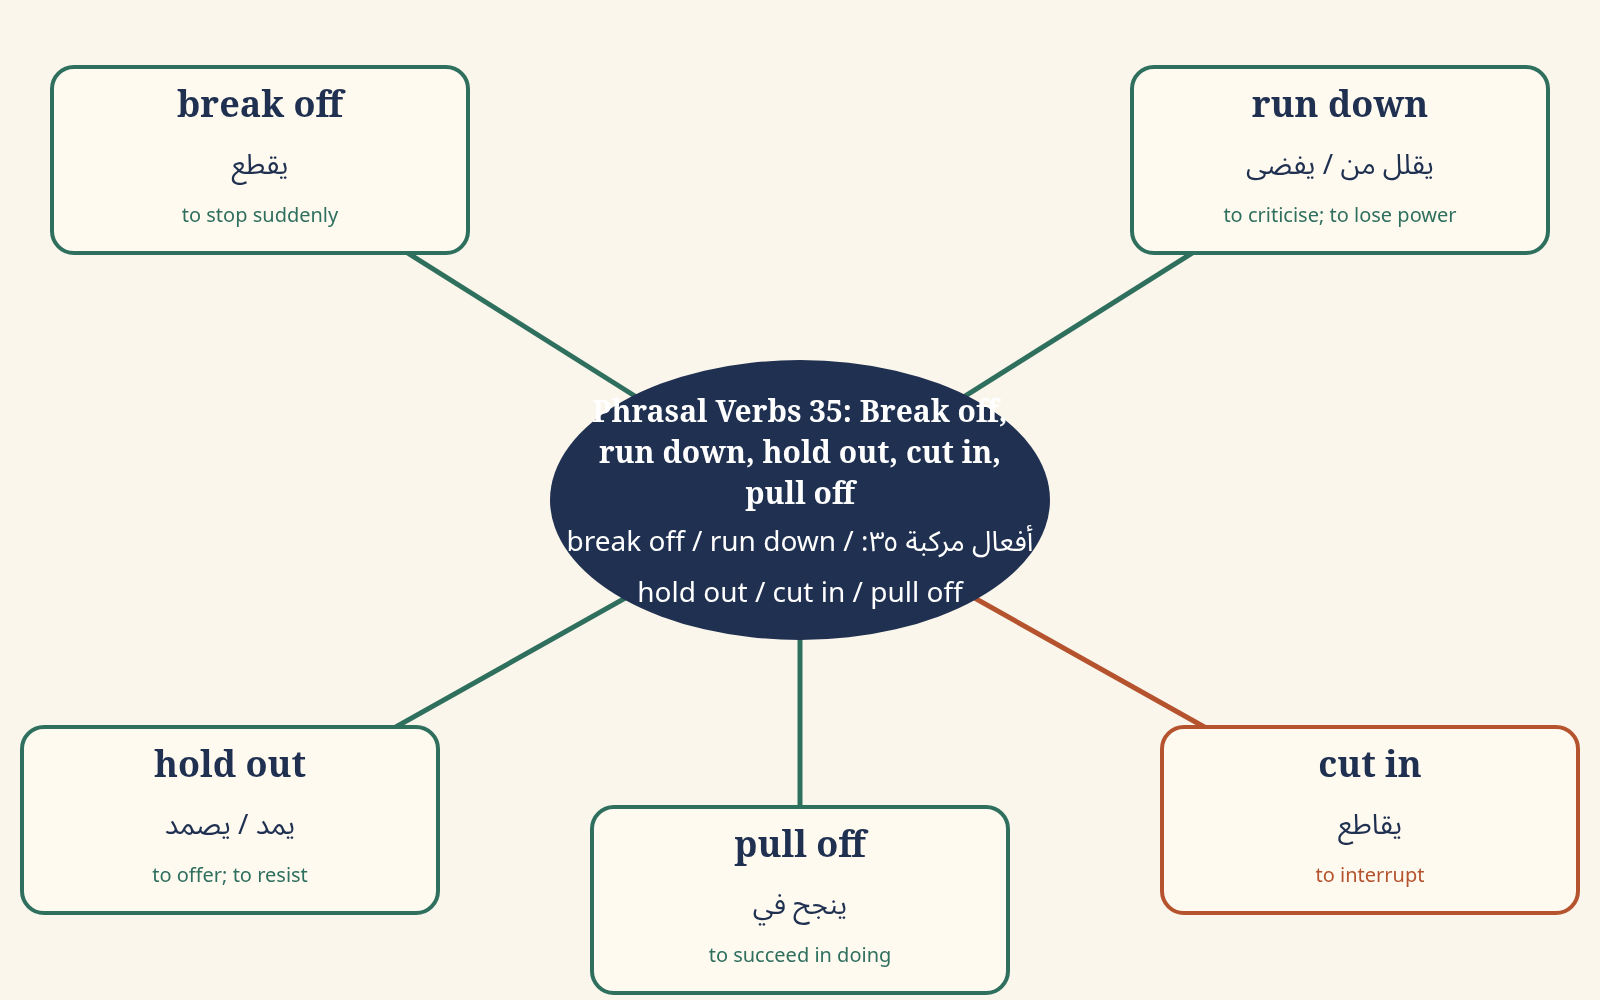 break off
يقطع
to stop suddenly
run down
يقلل من / يفضى
to criticise; to lose power
Phrasal Verbs 35: Break off,
run down, hold out, cut in,
pull off
أفعال مركبة ٣٥: break off / run down /
hold out / cut in / pull off
hold out
يمد / يصمد
to offer; to resist
pull off
ينجح في
to succeed in doing
cut in
يقاطع
to interrupt